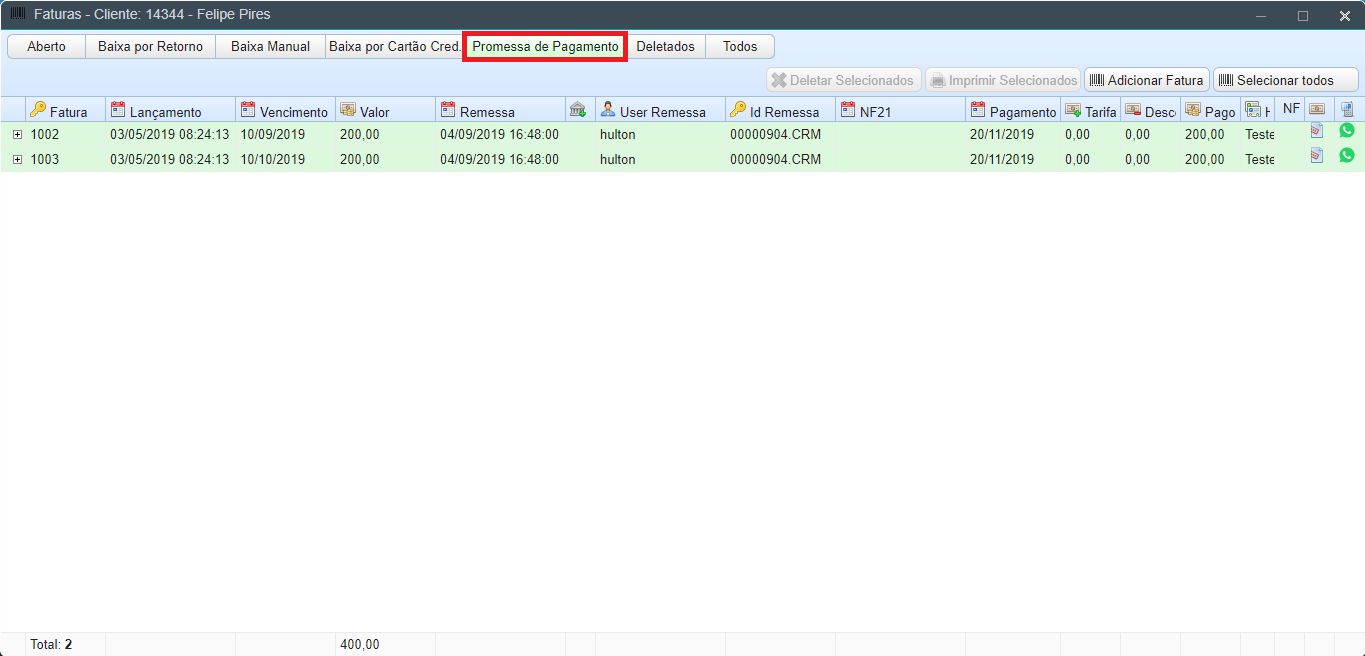 Faturas - Cliente: 14344 - Felipe Pires
Aberto Baixa por Retorno Baixa Manual Baixa por Cartão Cred. Promessa de Pagamento Deletados Todos
Deletar Selecionados Imprimir Selecionados Adicionar Fatura Selecionar todos
Fatura Lançamento Vencimento Valor Remessa User Remessa Id Remessa NF21 Pagamento Tarifa Desc Pago H NF
1002 03/05/2019 08:24:13 10/09/2019 200,00 04/09/2019 16:48:00 hulton 00000904.CRM 20/11/2019 0,00 0,00 200,00 Teste
1003 03/05/2019 08:24:13 10/10/2019 200,00 04/09/2019 16:48:00 hulton 00000904.CRM 20/11/2019 0,00 0,00 200,00 Teste
Total: 2 400,00